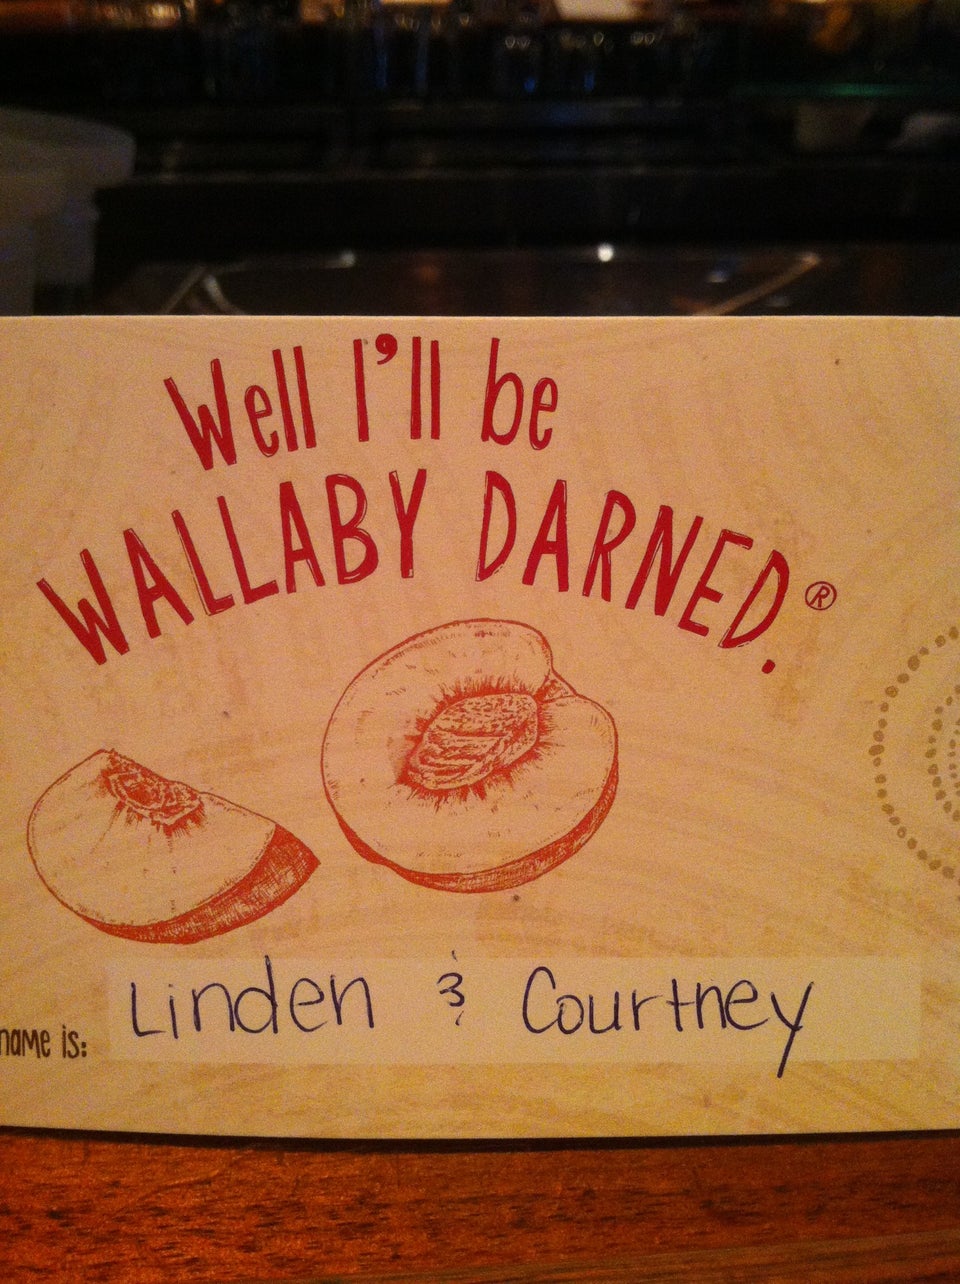 Well I'll be
WALLABY DARNED.®
name is: Linden & Courtney